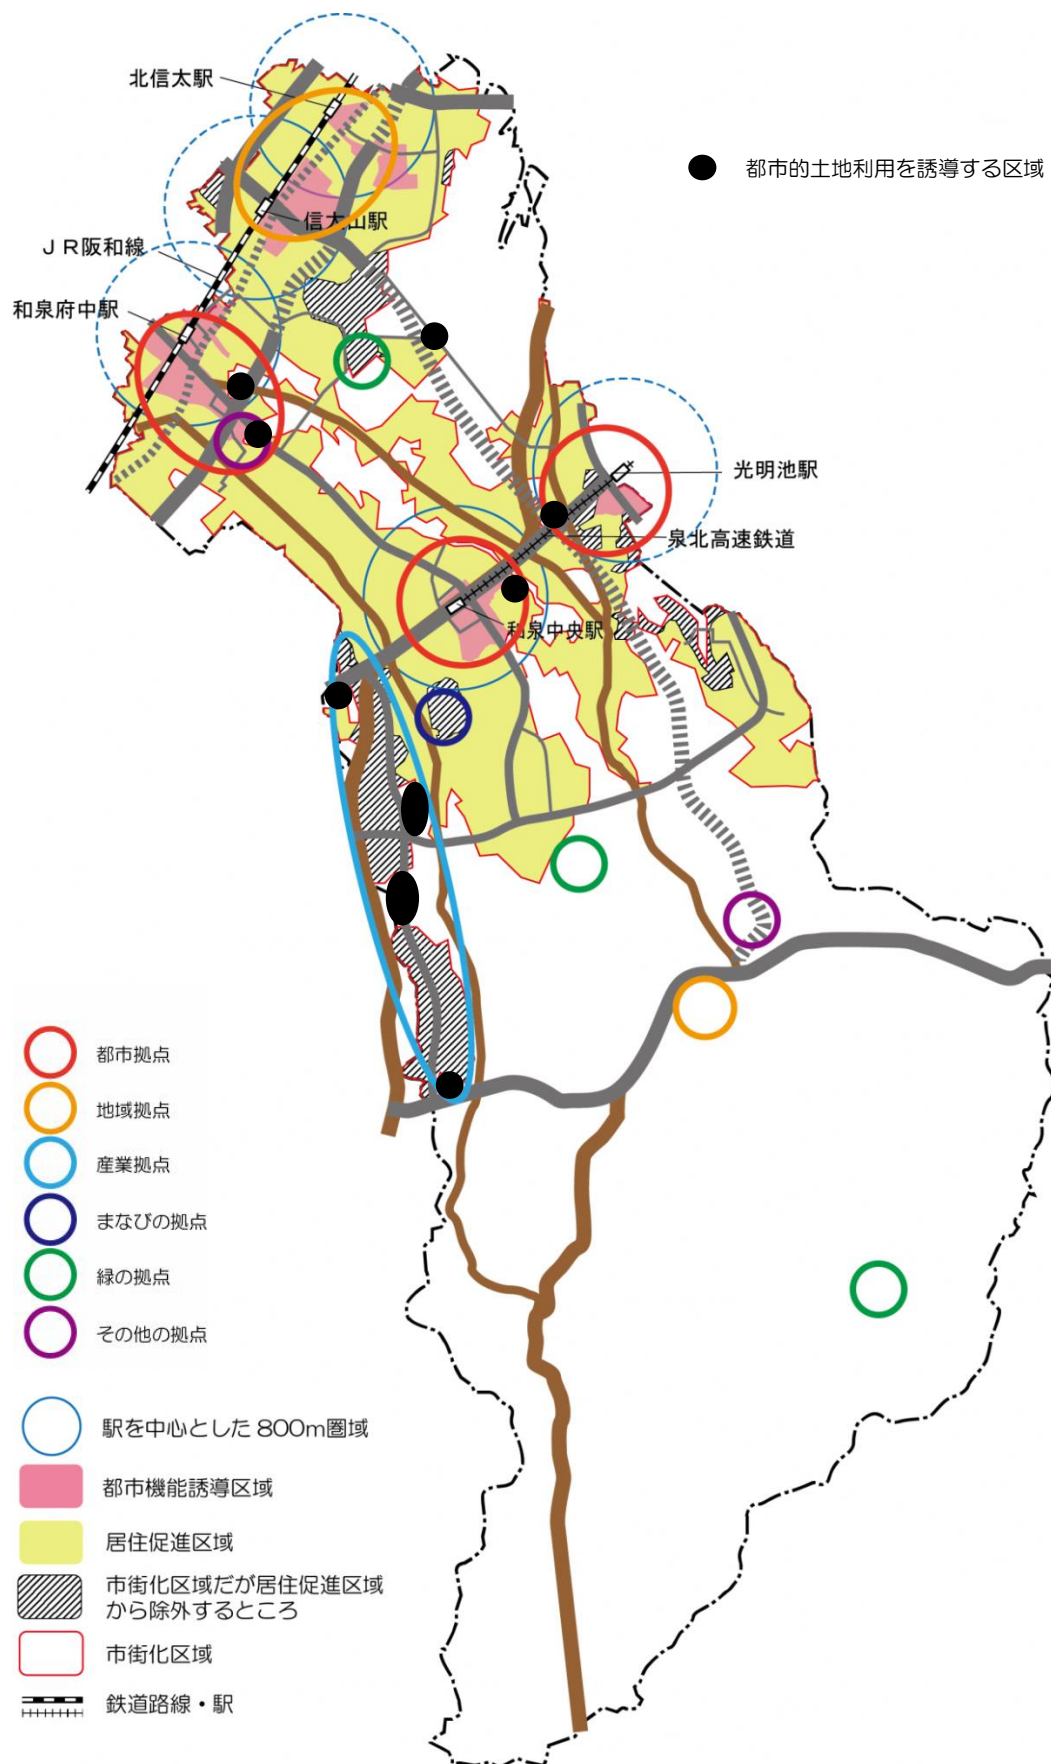 北信太駅
都市的土地利用を誘導する区域
信太山駅
JR阪和線
和泉府中駅
光明池駅
泉北高速鉄道
和泉中央駅
都市拠点
地域拠点
産業拠点
まなびの拠点
緑の拠点
その他の拠点
駅を中心とした800m圏域
都市機能誘導区域
居住促進区域
市街化区域だが居住促進区域
から除外するところ
市街化区域
鉄道路線・駅